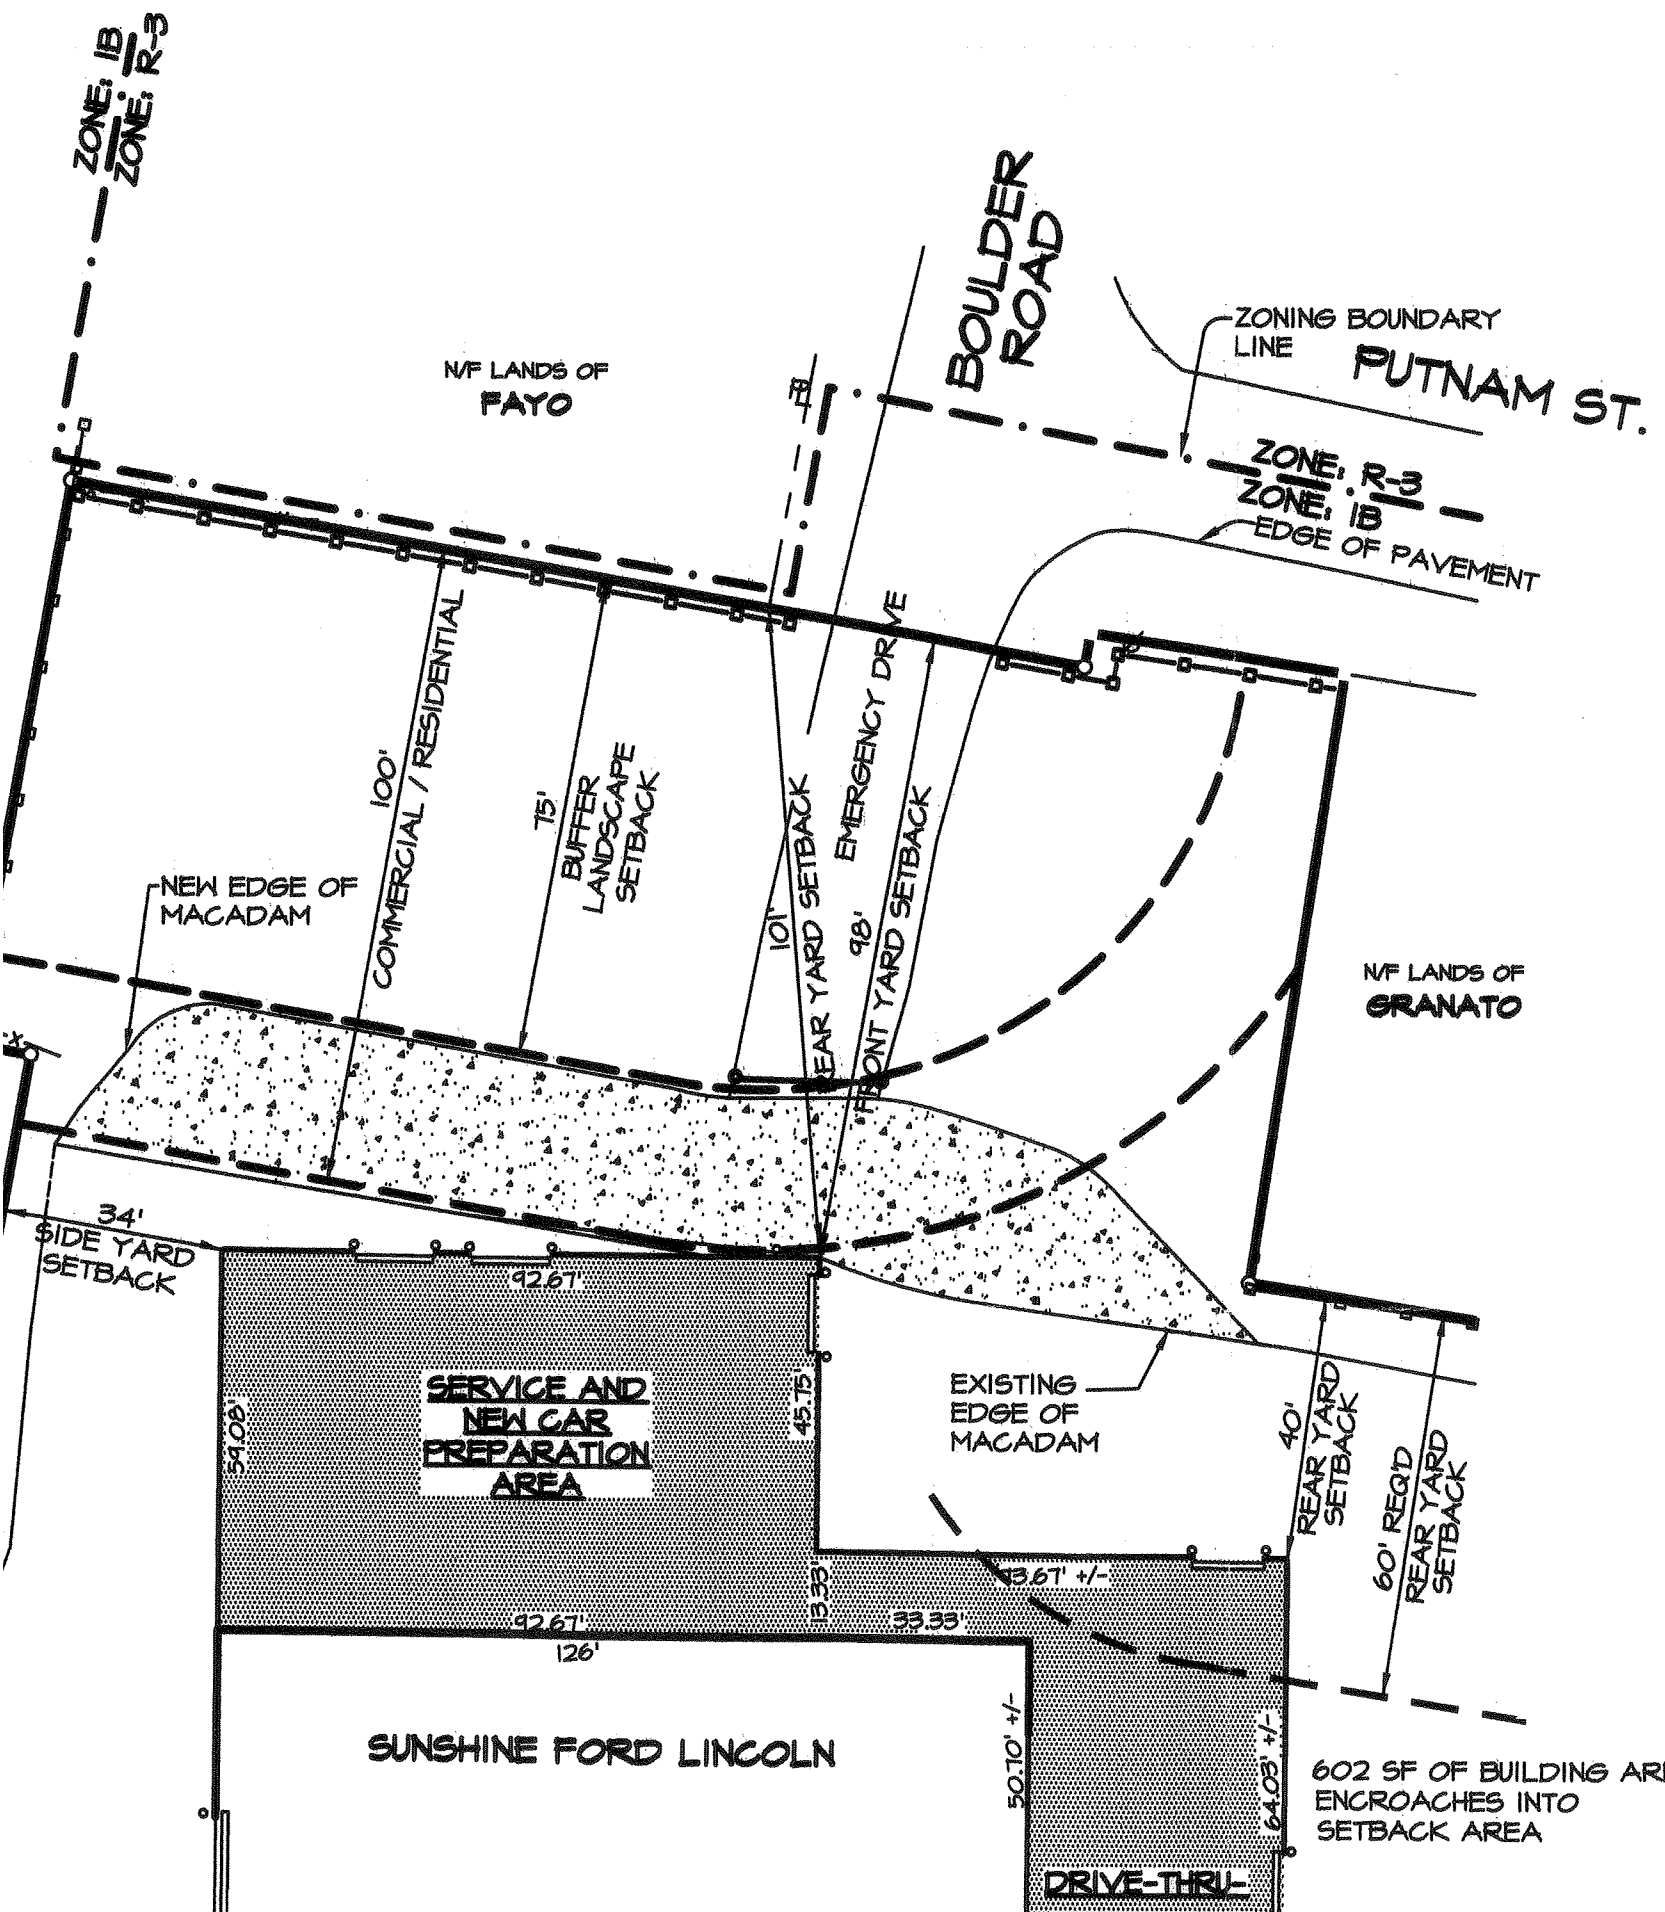 ZONE: IB
ZONE: R-3
BOULDER
ROAD
ZONING BOUNDARY
LINE
PUTNAM ST.
N/F LANDS OF
FAYO
ZONE: R-3
ZONE: IB
EDGE OF PAVEMENT
100'
COMMERCIAL / RESIDENTIAL
75'
BUFFER
LANDSCAPE
SETBACK
101'
REAR YARD SETBACK
EMERGENCY DRIVE
98'
FRONT YARD SETBACK
NEW EDGE OF
MACADAM
N/F LANDS OF
GRANATO
X
34'
SIDE YARD
SETBACK
92.67'
SERVICE AND
NEW CAR
PREPARATION
AREA
59.08'
45.75'
EXISTING
EDGE OF
MACADAM
40'
REAR YARD
SETBACK
60' REQ'D
REAR YARD
SETBACK
13.33'
73.67' +/-
92.67'
33.33'
126'
SUNSHINE FORD LINCOLN
50.70' +/-
64.03' +/-
602 SF OF BUILDING
ENCROACHES INTO
SETBACK AREA
DRIVE-THRU-